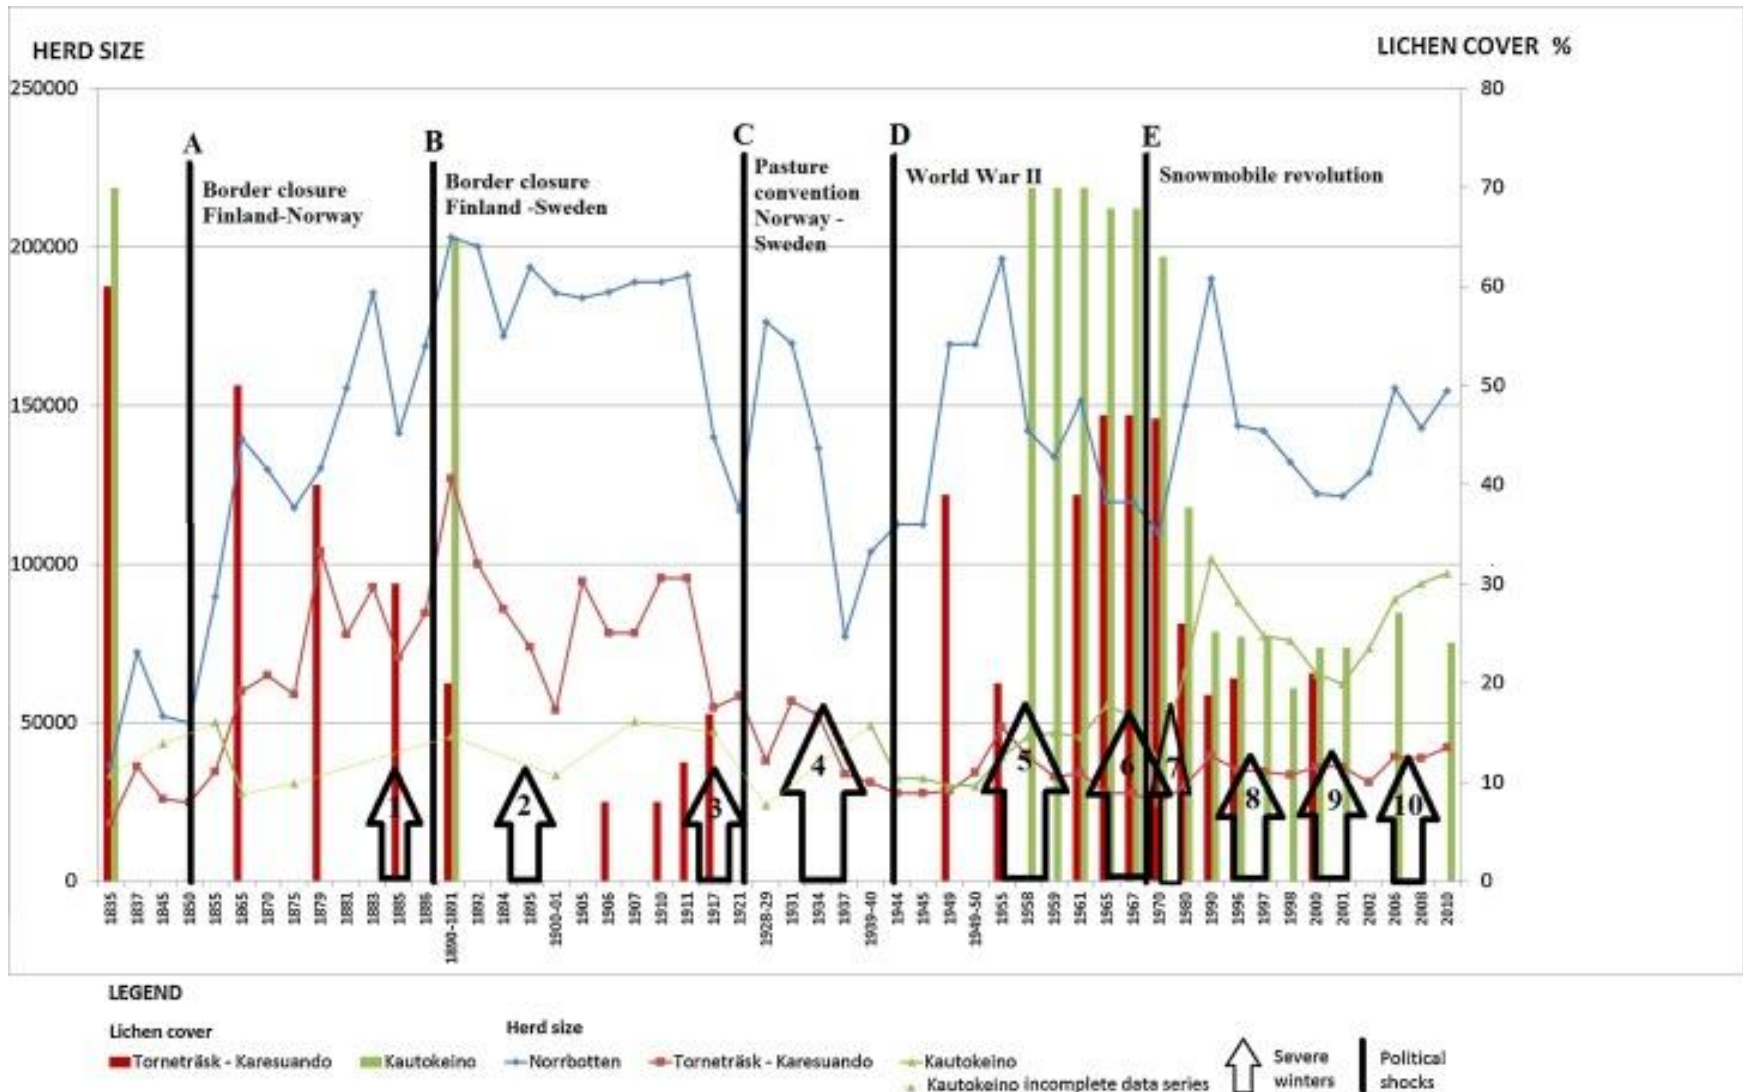 HERD SIZE
LICHEN COVER %
250000
200000
150000
100000
50000
0
80
70
60
50
40
30
20
10
0
A
Border closure
Finland-Norway
B
Border closure
Finland -Sweden
C
Pasture
convention
Norway -
Sweden
D
World War II
E
Snowmobile revolution
1
2
3
4
5
6
7
8
9
10
1835
1837
1845
1850
1855
1865
1870
1875
1879
1881
1883
1885
1886
1890-1891
1892
1894
1895
1900-01
1905
1906
1907
1910
1911
1917
1921
1928-29
1931
1934
1937
1939-40
1944
1945
1949
1949-50
1955
1958
1959
1961
1965
1967
1970
1980
1990
1996
1997
1998
2000
2001
2002
2006
2008
2010
LEGEND
Lichen cover
Herd size
Torneträsk - Karesuando
Kautokeino
Norrbotten
Torneträsk - Karesuando
Kautokeino
Kautokeino incomplete data series
Severe
winters
Political
shocks